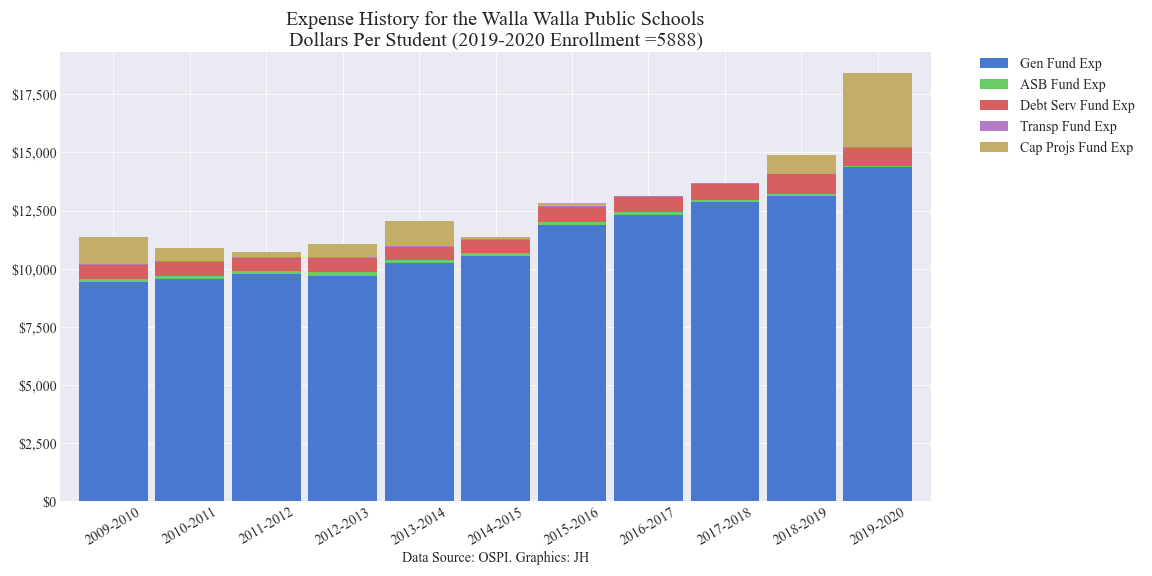 Expense History for the Walla Walla Public Schools
Dollars Per Student (2019-2020 Enrollment =5888)
Gen Fund Exp
ASB Fund Exp
Debt Serv Fund Exp
Transp Fund Exp
Cap Projs Fund Exp
$17,500
$15,000
$12,500
$10,000
$7,500
$5,000
$2,500
$0
2009-2010
2010-2011
2011-2012
2012-2013
2013-2014
2014-2015
2015-2016
2016-2017
2017-2018
2018-2019
2019-2020
Data Source: OSPI. Graphics: JH